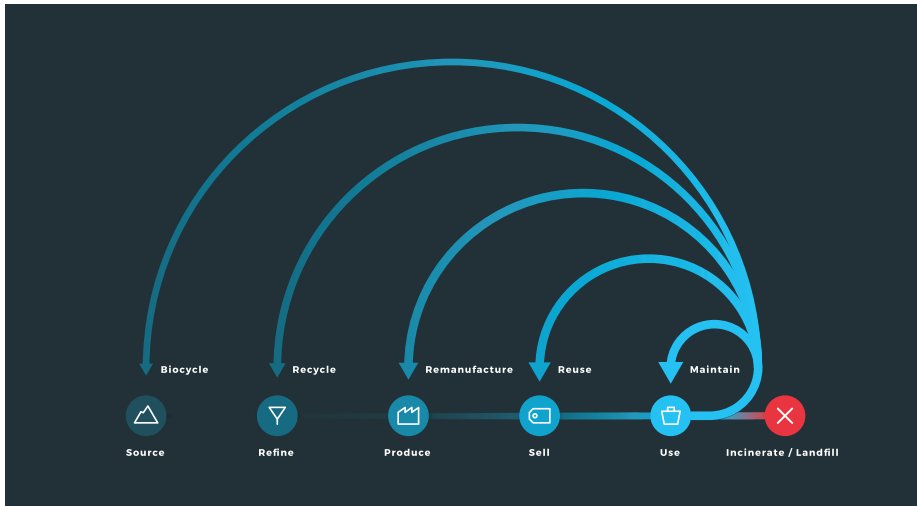 Biocycle
Recycle
Remanufacture
Reuse
Maintain
Source
Refine
Produce
Sell
Use
Incinerate / Landfill